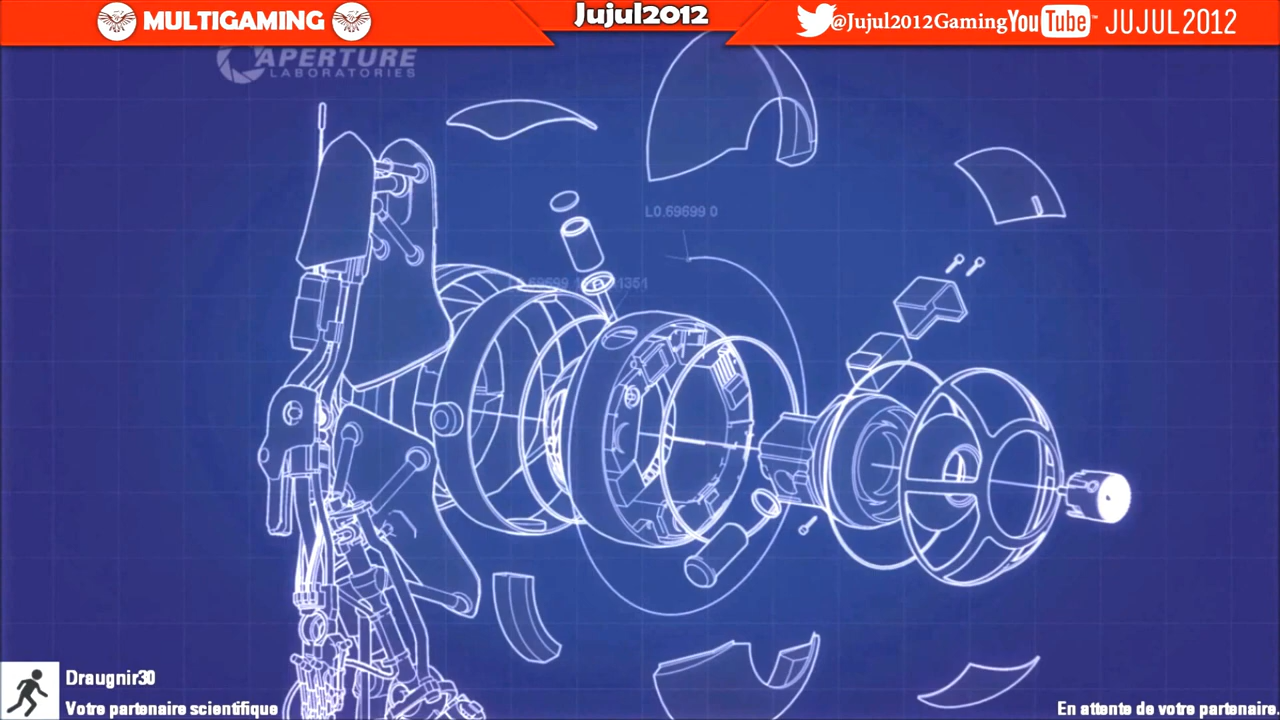 MULTIGAMING
Jujul2012
@Jujul2012Gaming
YouTube JUJUL2012
APERTURE
LABORATORIES
L0.69699 0
Draugnir30
Votre partenaire scientifique
En attente de votre partenaire.